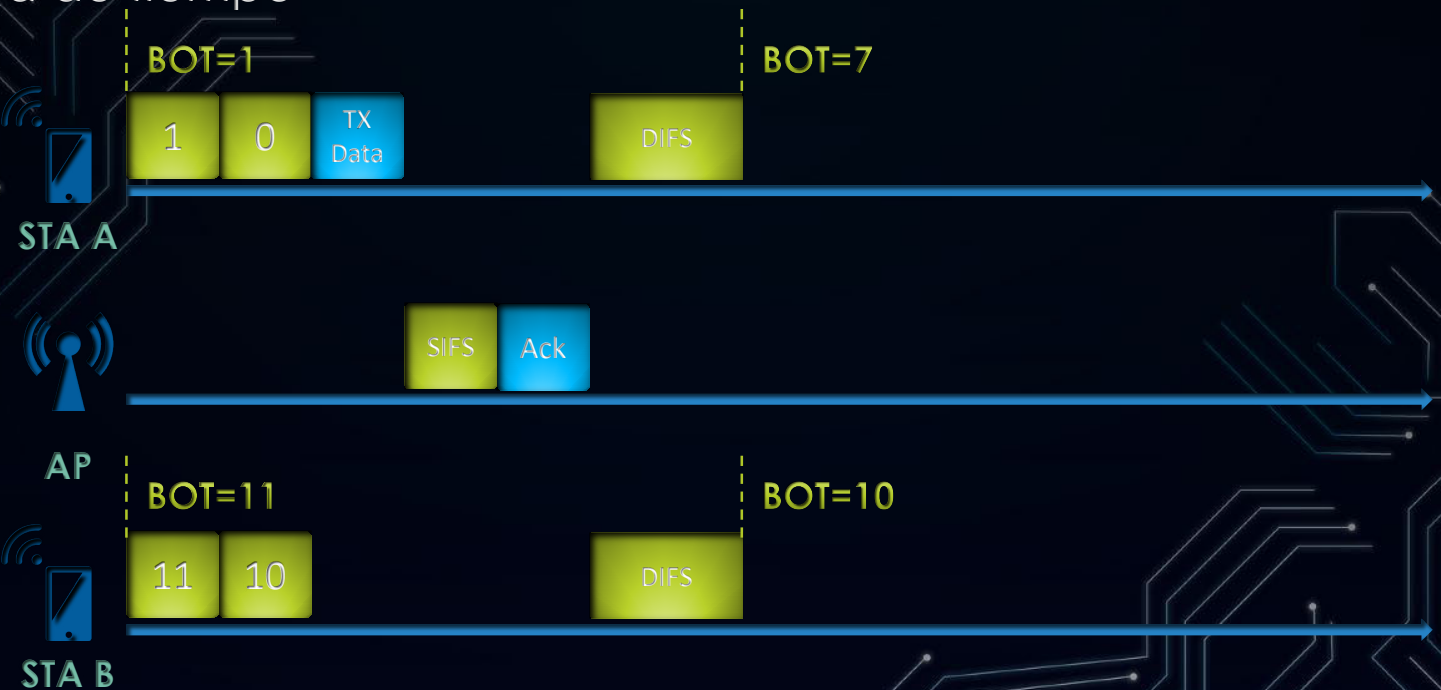 BOT=1
BOT=7
1
0
TX
Data
DIFS
STA A
SIFS
Ack
AP
BOT=11
BOT=10
11
10
DIFS
STA B